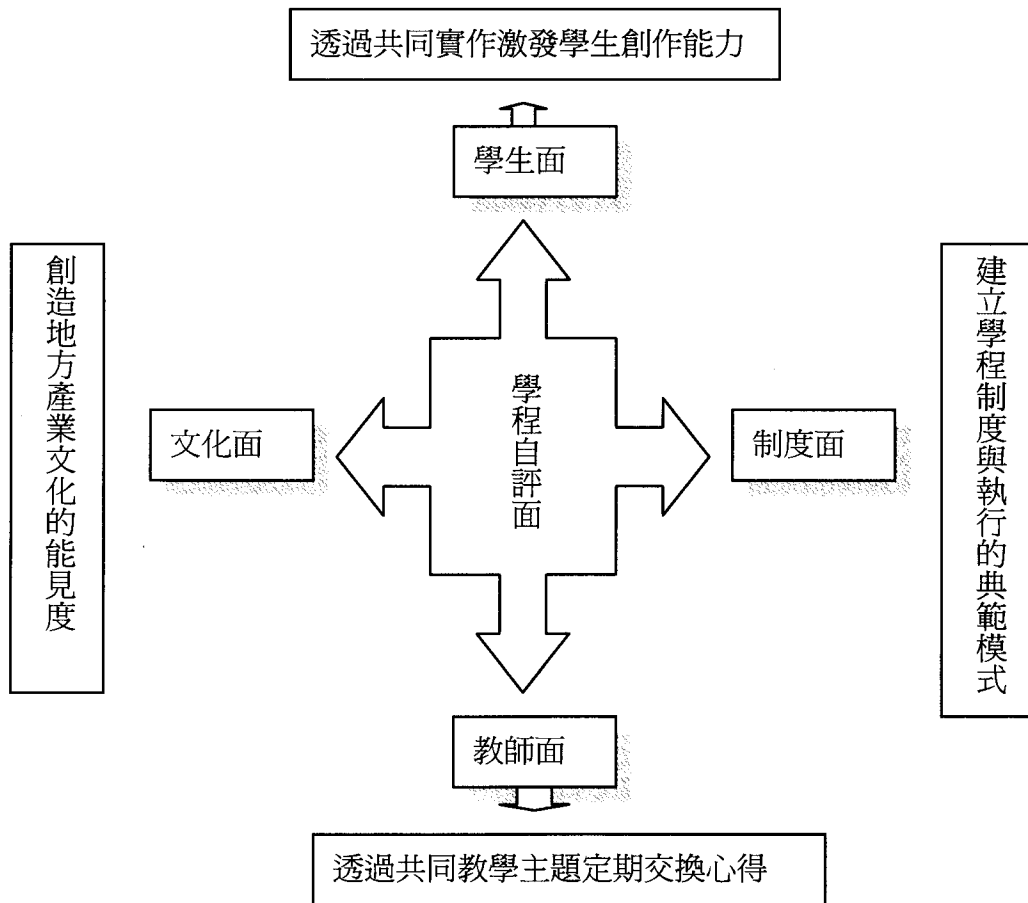 透過共同實作激發學生創作能力
學生面
創造地方產業文化的能見度
文化面
學程自評面
制度面
建立學程制度與執行的典範模式
教師面
透過共同教學主題定期交換心得